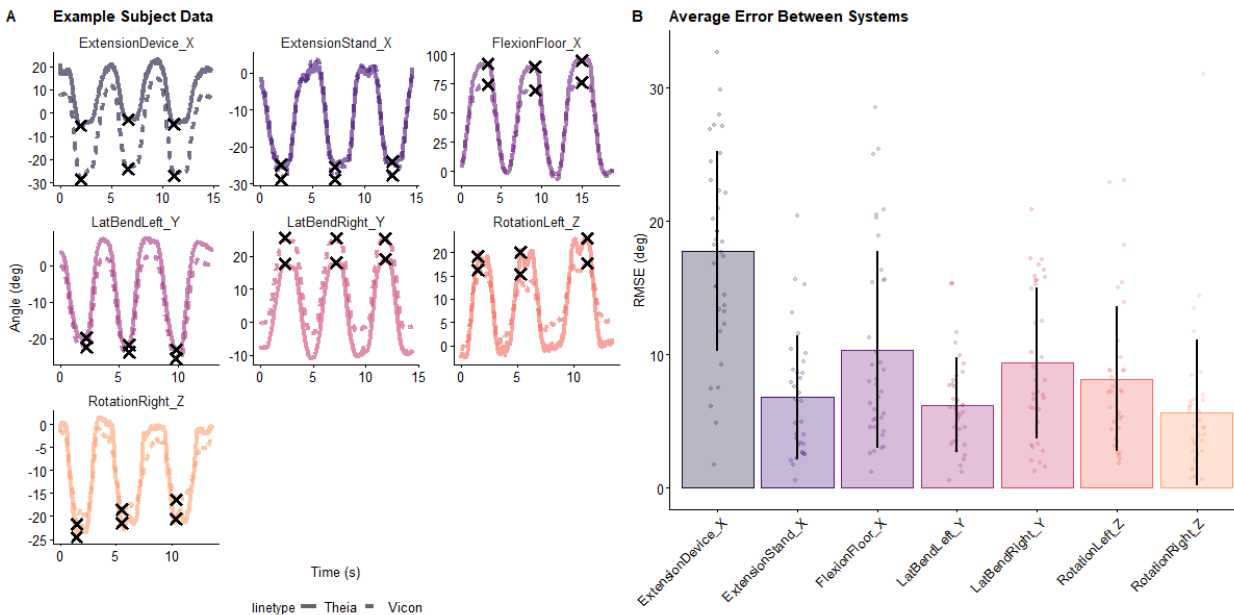 A Example Subject Data
ExtensionDevice_X ExtensionStand_X FlexionFloor_X
20
10
0
-10
-20
-30
0 5 10 15
0
-10
-20
-30
0 5 10 15
100
75
50
25
0
0 5 10 15
LatBendLeft_Y LatBendRight_Y RotationLeft_Z
0
-10
-20
0 5 10
20
10
0
-10
0 5 10 15
20
15
10
5
0
0 5 10
RotationRight_Z
0
-5
-10
-15
-20
-25
0 5 10
Angle (deg)
Time (s)
linetype Theia Vicon
B Average Error Between Systems
RMSE (deg)
30
20
10
0
ExtensionDevice_X
ExtensionStand_X
FlexionFloor_X
LatBendLeft_Y
LatBendRight_Y
RotationLeft_Z
RotationRight_Z